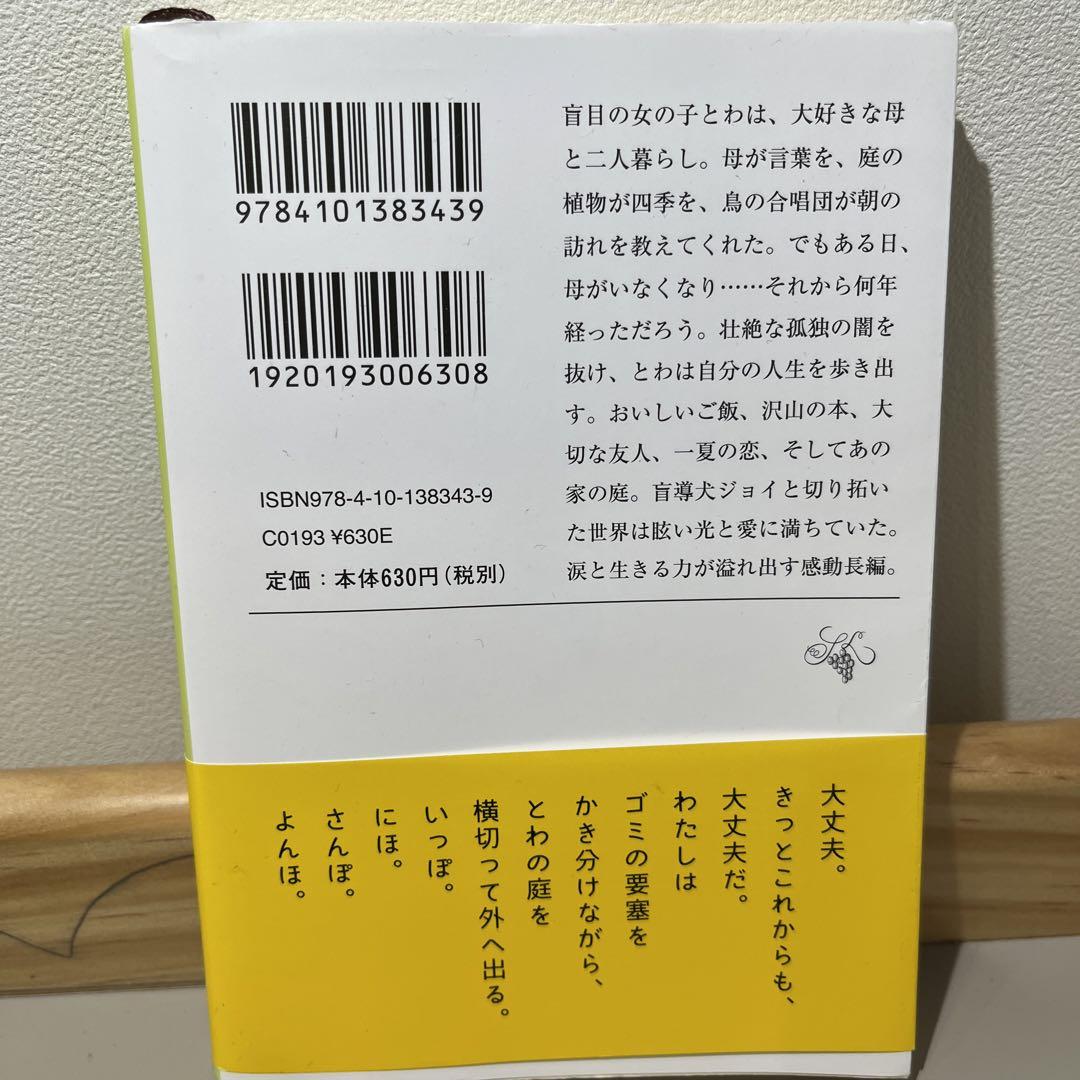 9784101383439
1920193006308
ISBN978-4-10-138343-9
C0193 ¥630E
定価：本体630円（税別）
盲目の女の子とわは、大好きな母
と二人暮らし。母が言葉を、庭の
植物が四季を、鳥の合唱団が朝の
訪れを教えてくれた。でもある日、
母がいなくなり……それから何年
経っただろう。壮絶な孤独の闇を
抜け、とわは自分の人生を歩き出
す。おいしいご飯、沢山の本、大
切な友人、一夏の恋、そしてあの
家の庭。盲導犬ジョイと切り拓い
た世界は眩い光と愛に満ちていた。
涙と生きる力が溢れ出す感動長編。
大丈夫。
きっとこれからも、
大丈夫だ。
わたしは
ゴミの要塞を
かき分けながら、
とわの庭を
横切って外へ出る。
いっぽ。
にほ。
さんぽ。
よんほ。